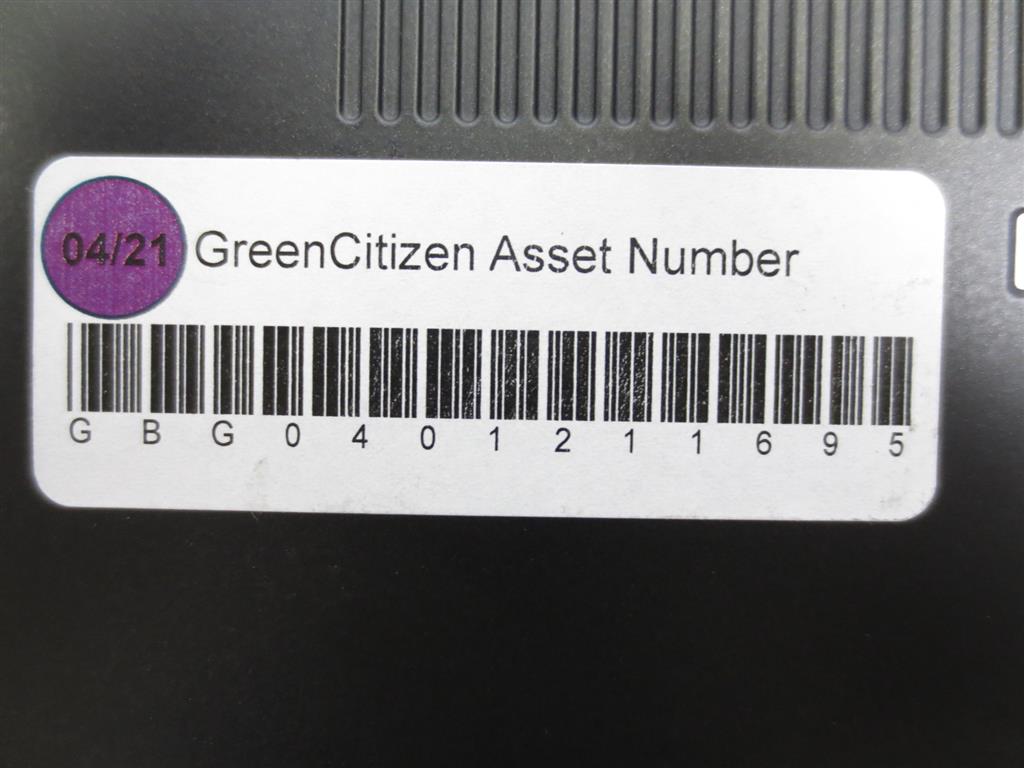 04/21 GreenCitizen Asset Number
G B G 0 4 0 1 2 1 1 6 9 5